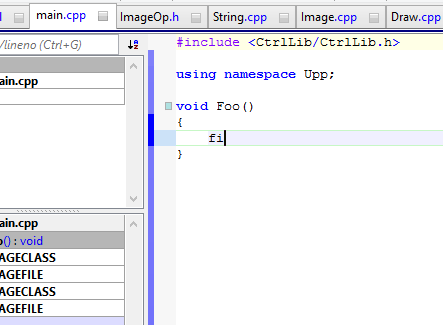 main.cpp ImageOp.h String.cpp Image.cpp Draw.cpp
/lineno (Ctrl+G)
ain.cpp
ain.cpp
o() : void
AGECLASS
AGEFILE
AGECLASS
AGEFILE
#include <CtrlLib/CtrlLib.h>
using namespace Upp;
void Foo()
{
fi
}